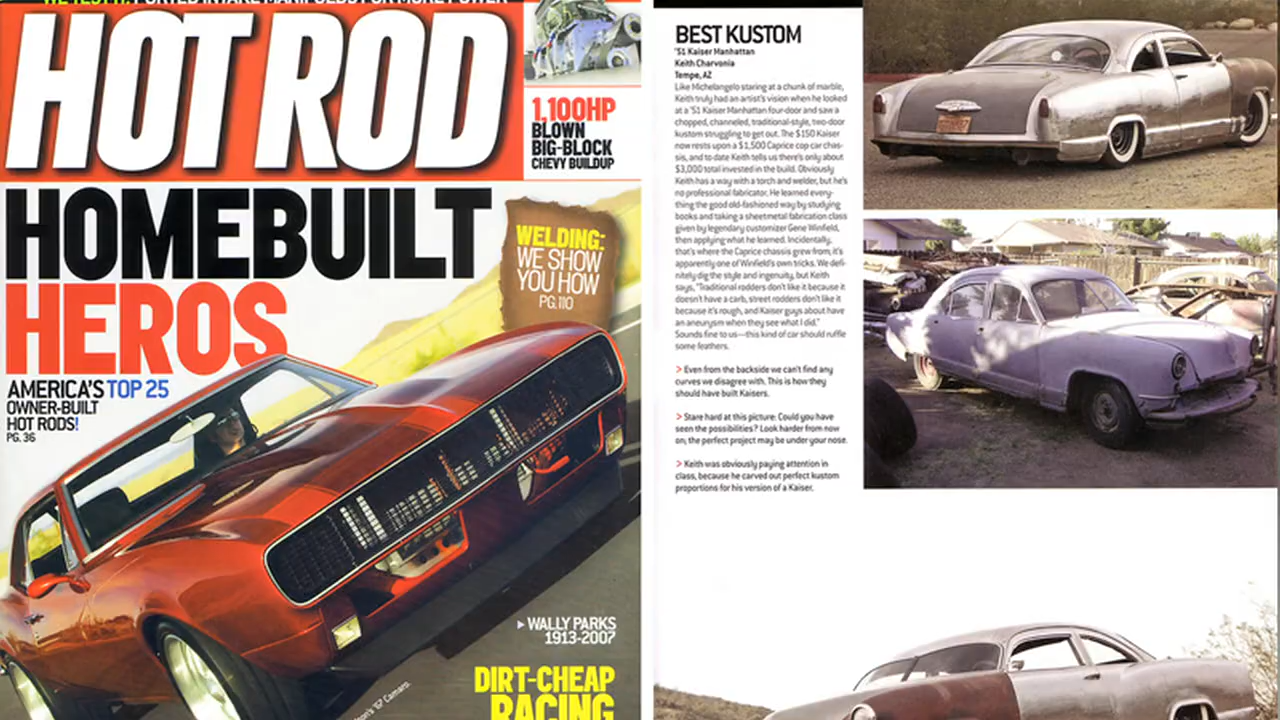 WE TEST 17: PORTED INTAKE MANIFOLDS FOR MORE POWER
HOT ROD
1,100HP
BLOWN
BIG-BLOCK
CHEVY BUILDUP
HOMEBUILT
HEROS
WELDING:
WE SHOW
YOU HOW
PG.110
AMERICA'S TOP 25
OWNER-BUILT
HOT RODS!
PG. 36
WALLY PARKS
1913-2007
DIRT-CHEAP
RACING
'67 Camaro.
BEST KUSTOM
'51 Kaiser Manhattan
Keith Charvonia
Tempe, AZ
Like Michelangelo staring at a chunk of marble,
Keith truly had an artist's vision when he looked
at a '51 Kaiser Manhattan four-door and saw a
chopped, channeled, traditional-style, two-door
kustom struggling to get out. The $150 Kaiser
now rests upon a $1,500 Caprice cop car chas-
sis, and to date Keith tells us there's only about
$3,000 total invested in the build. Obviously
Keith has a way with a torch and welder, but he's
no professional fabricator. He learned every-
thing the good old-fashioned way by studying
books and taking a sheetmetal fabrication class
given by legendary customizer Gene Winfield,
then applying what he learned. Incidentally,
that's where the Caprice chassis grew from; it's
apparently one of Winfield's own tricks. We defi-
nitely dig the style and ingenuity, but Keith
says, "Traditional rodders don't like it because it
doesn't have a carb, street rodders don't like it
because it's rough, and Kaiser guys about have
an aneurysm when they see what I did."
Sounds fine to us—this kind of car should ruffle
some feathers.
> Even from the backside we can't find any
curves we disagree with. This is how they
should have built Kaisers.
> Stare hard at this picture: Could you have
seen the possibilities? Look harder from now
on; the perfect project may be under your nose.
> Keith was obviously paying attention in
class, because he carved out perfect kustom
proportions for his version of a Kaiser.